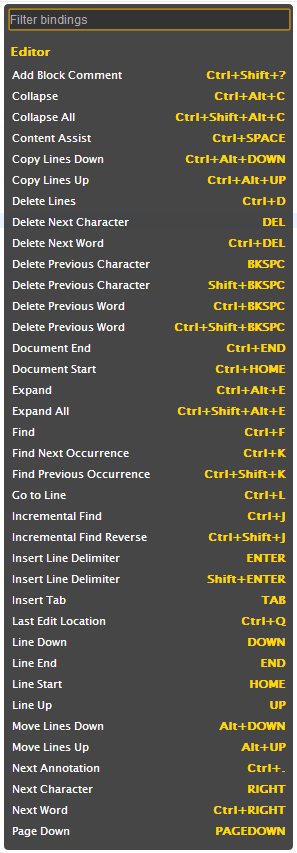 Filter bindings
Editor
Add Block Comment Ctrl+Shift+?
Collapse Ctrl+Alt+C
Collapse All Ctrl+Shift+Alt+C
Content Assist Ctrl+SPACE
Copy Lines Down Ctrl+Alt+DOWN
Copy Lines Up Ctrl+Alt+UP
Delete Lines Ctrl+D
Delete Next Character DEL
Delete Next Word Ctrl+DEL
Delete Previous Character BKSPC
Delete Previous Character Shift+BKSPC
Delete Previous Word Ctrl+BKSPC
Delete Previous Word Ctrl+Shift+BKSPC
Document End Ctrl+END
Document Start Ctrl+HOME
Expand Ctrl+Alt+E
Expand All Ctrl+Shift+Alt+E
Find Ctrl+F
Find Next Occurrence Ctrl+K
Find Previous Occurrence Ctrl+Shift+K
Go to Line Ctrl+L
Incremental Find Ctrl+J
Incremental Find Reverse Ctrl+Shift+J
Insert Line Delimiter ENTER
Insert Line Delimiter Shift+ENTER
Insert Tab TAB
Last Edit Location Ctrl+Q
Line Down DOWN
Line End END
Line Start HOME
Line Up UP
Move Lines Down Alt+DOWN
Move Lines Up Alt+UP
Next Annotation Ctrl+.
Next Character RIGHT
Next Word Ctrl+RIGHT
Page Down PAGEDOWN